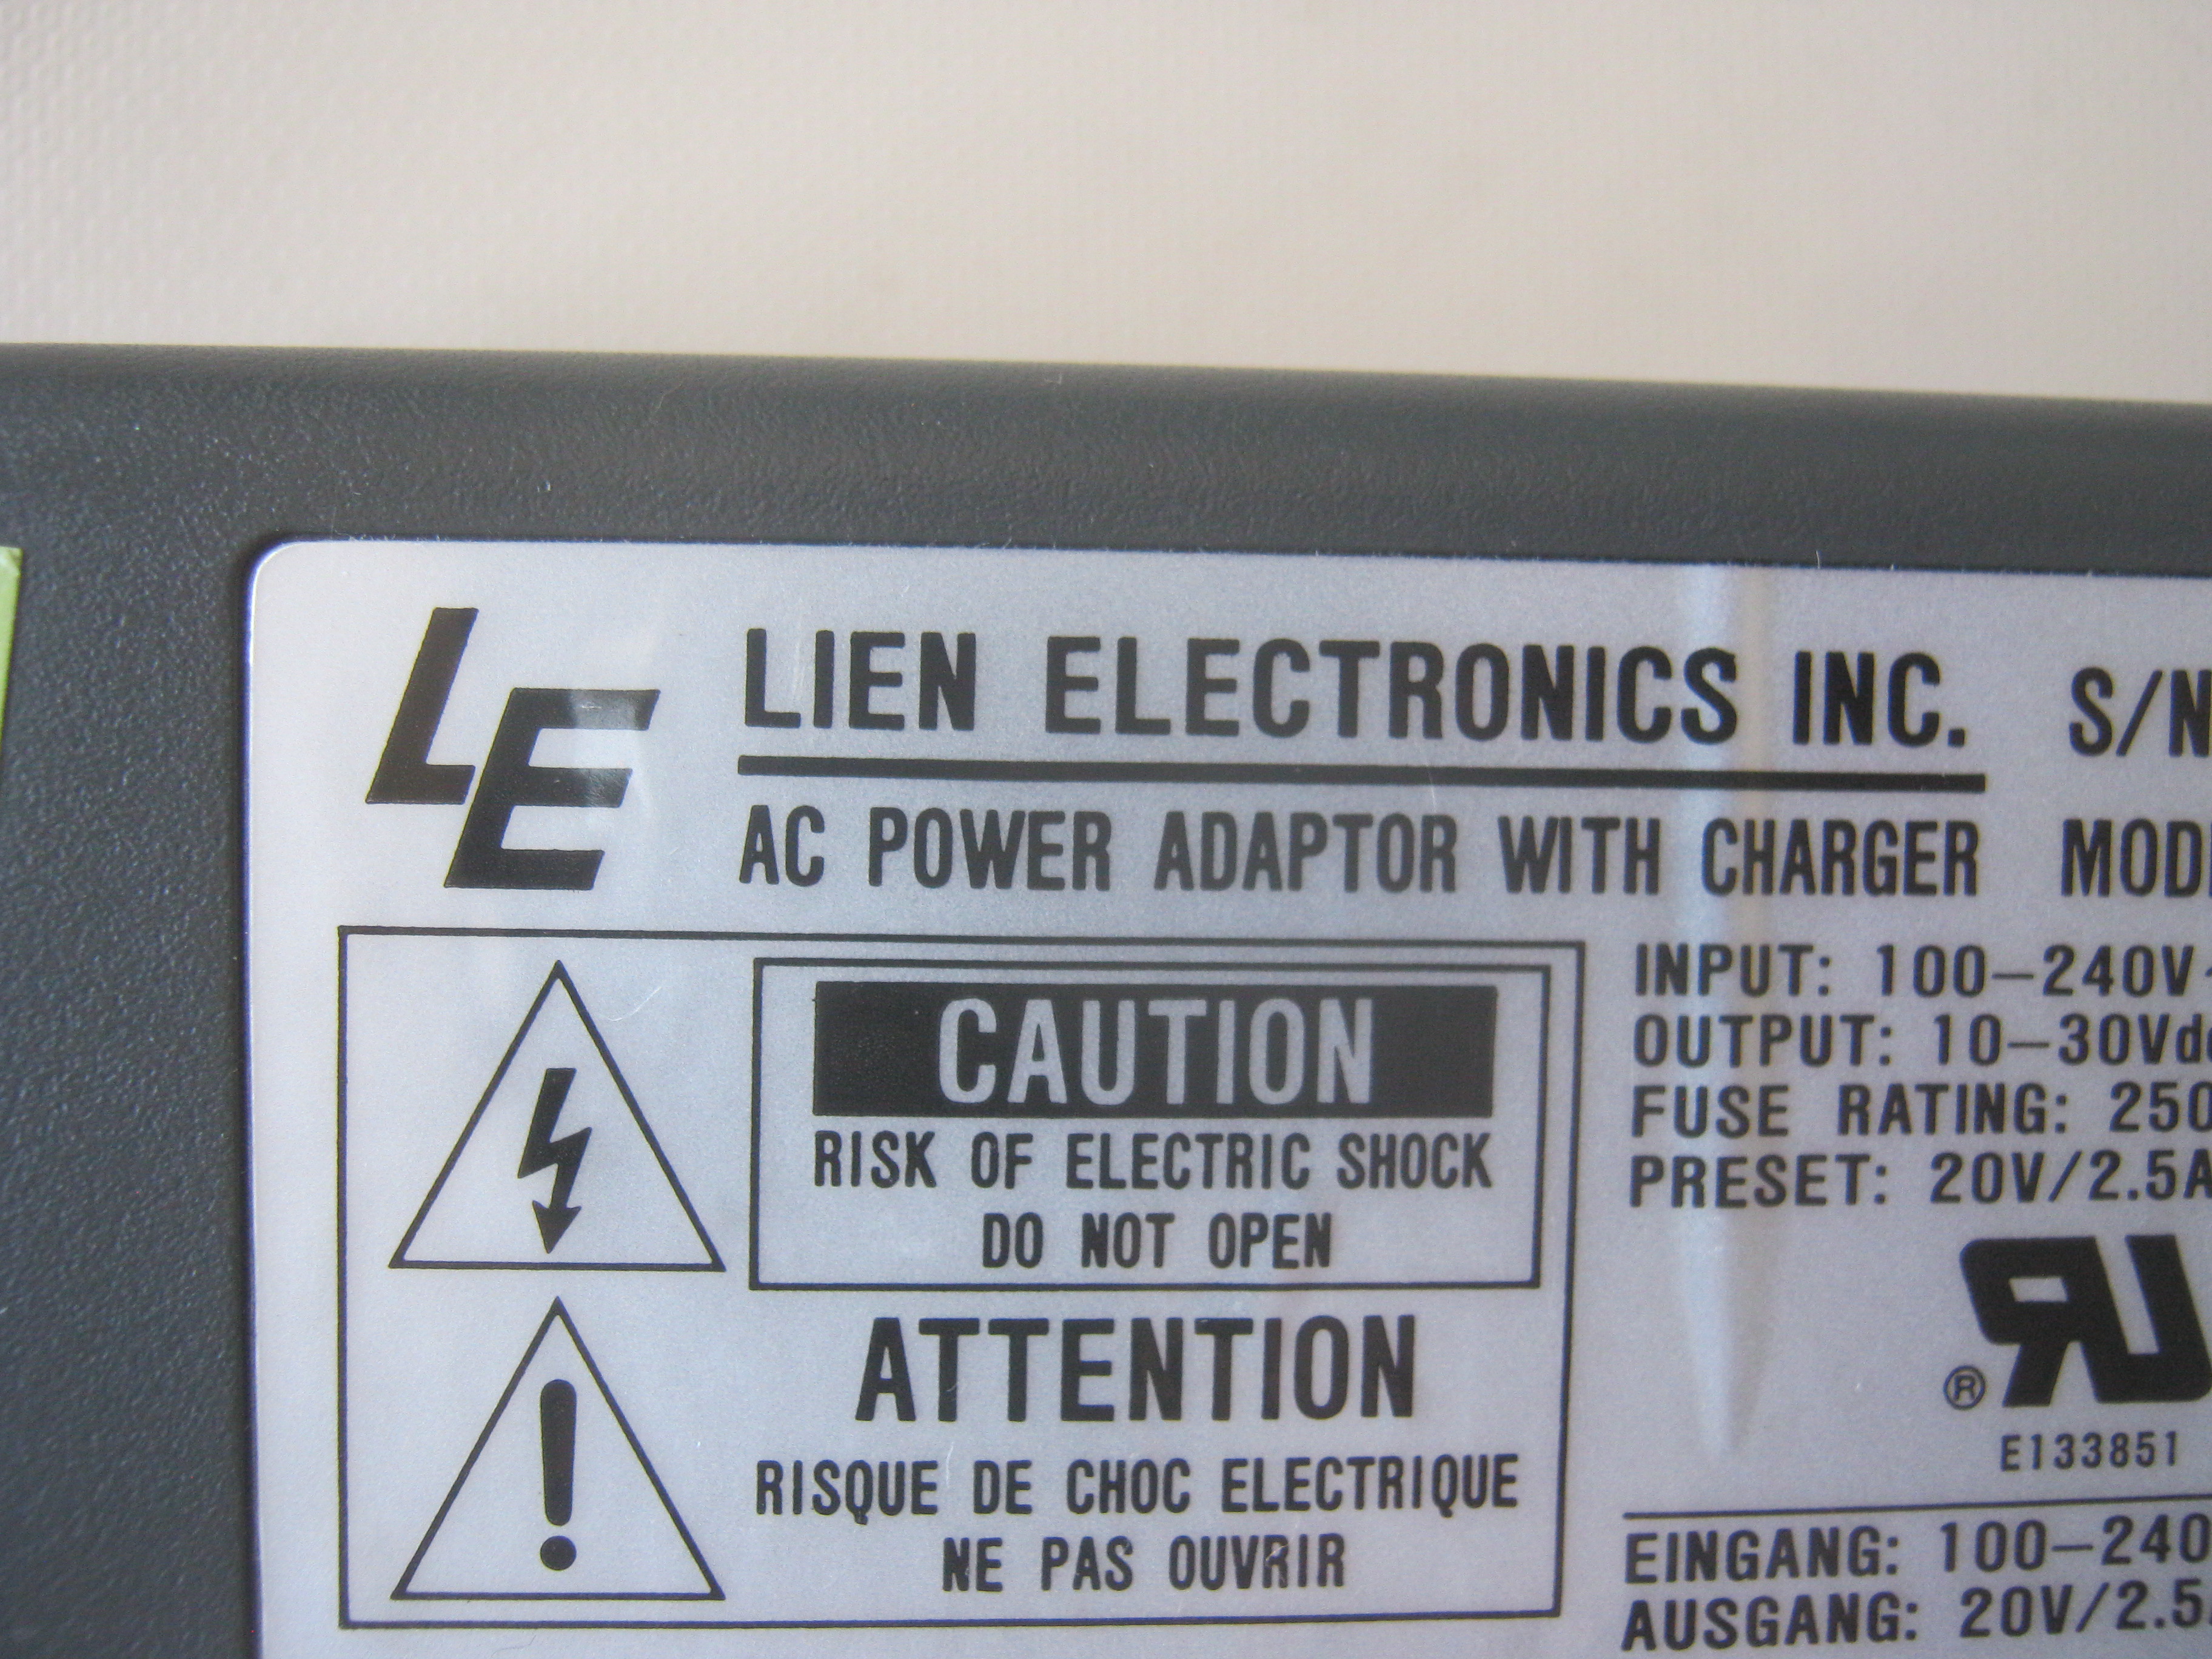 LE
LIEN ELECTRONICS INC. S/N
AC POWER ADAPTOR WITH CHARGER
CAUTION
RISK OF ELECTRIC SHOCK
DO NOT OPEN
ATTENTION
RISQUE DE CHOC ELECTRIQUE
NE PAS OUVRIR
INPUT: 100-240V
OUTPUT: 10-30Vdc
FUSE RATING: 250
PRESET: 20V/2.5A
®
E133851
EINGANG: 100-240
AUSGANG: 20V/2.5